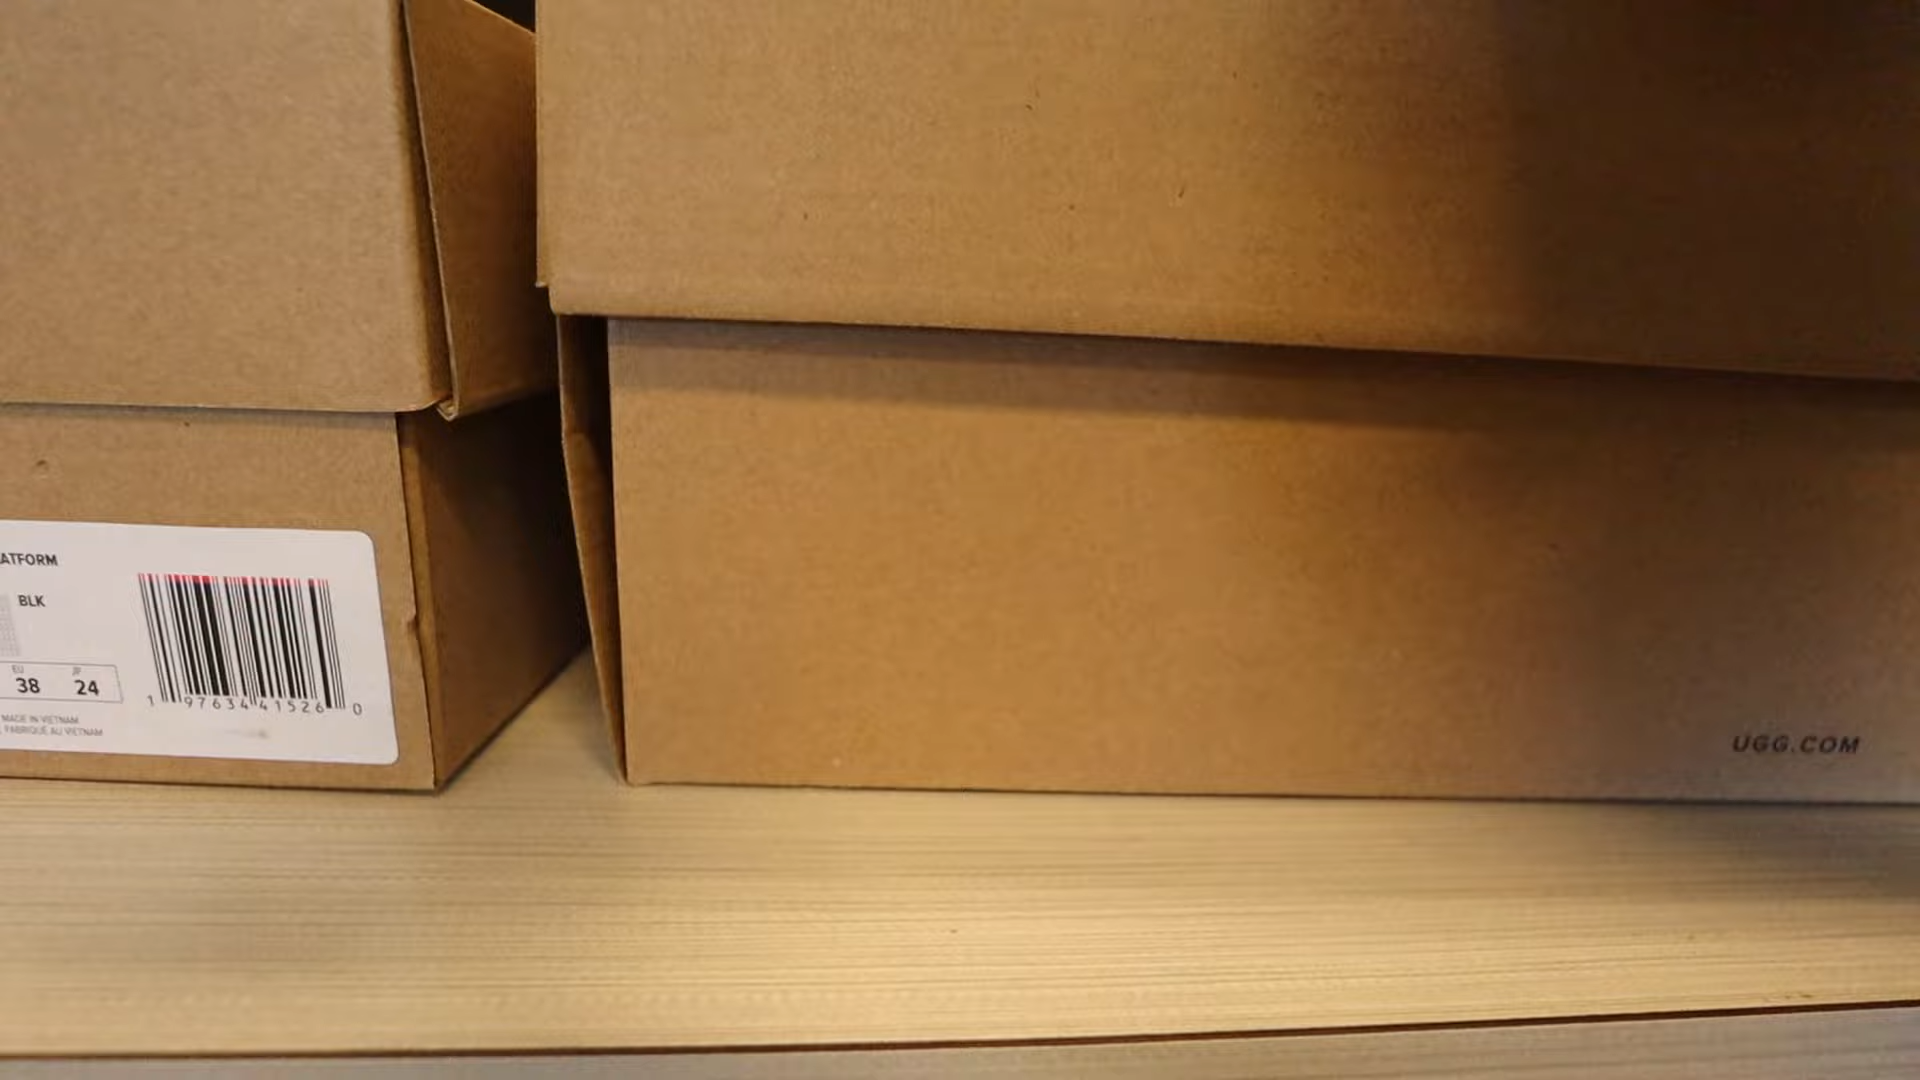 ATFORM
BLK
EU JP
38 24
MADE IN VIETNAM
FABRIQUÉ AU VIETNAM
1 97634 41526 0
UGG.COM